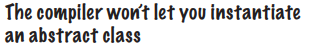 The compiler won't let you instantiate
an abstract class